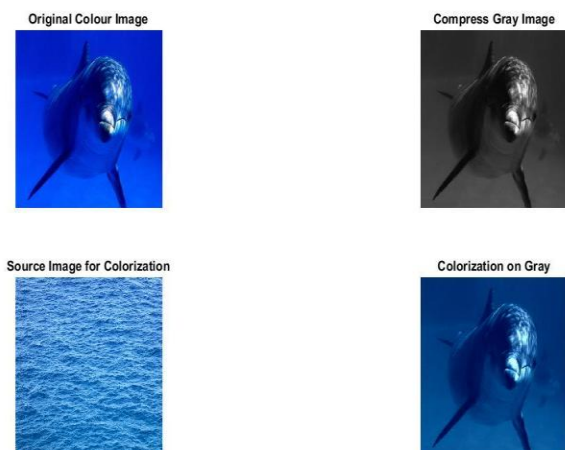 Original Colour Image
Compress Gray Image
Source Image for Colorization
Colorization on Gray